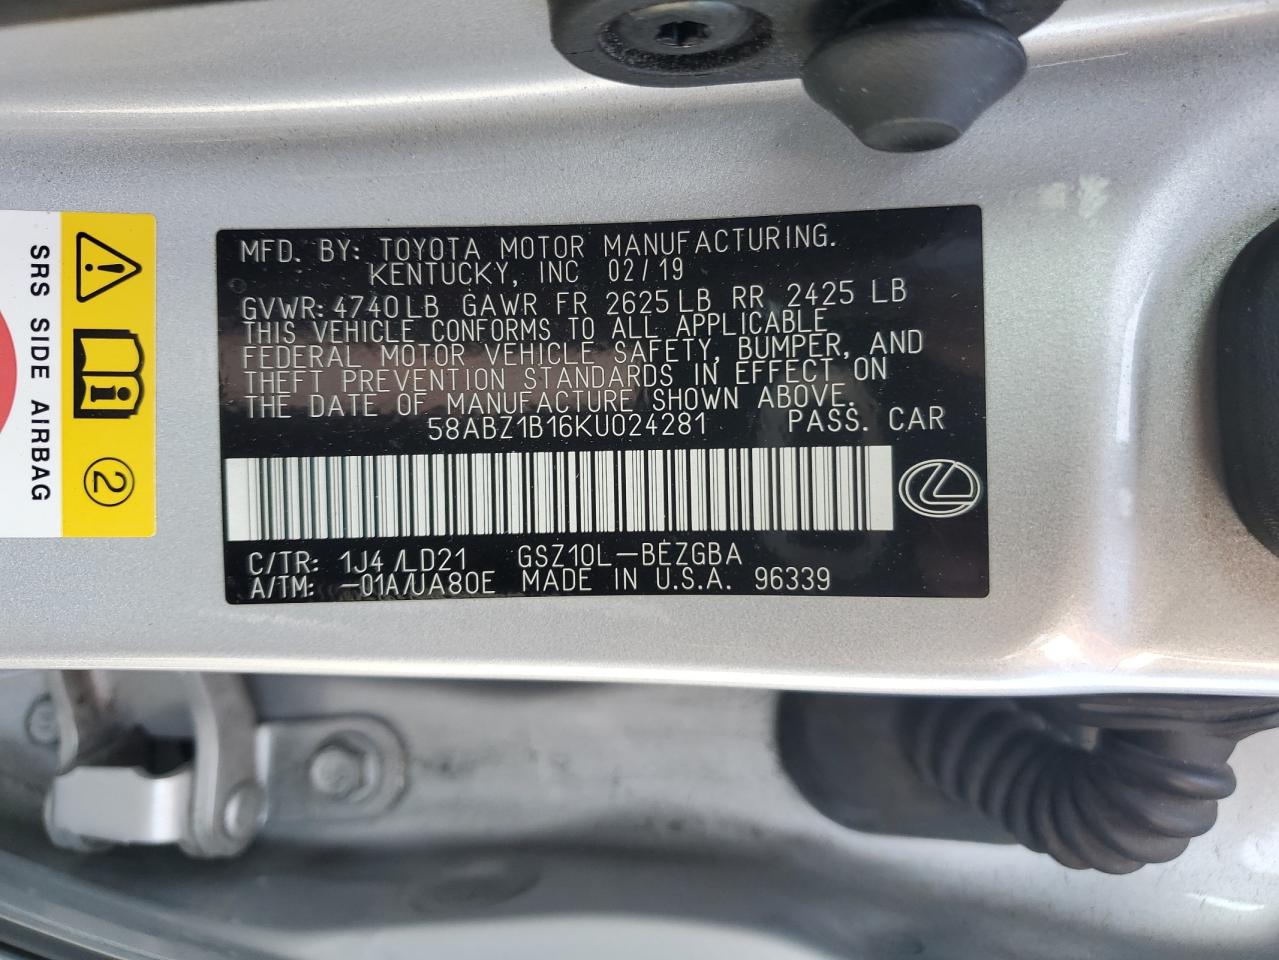 MFD. BY: TOYOTA MOTOR MANUFACTURING.
KENTUCKY, INC 02/19
GVWR: 4740LB GAWR FR 2625LB RR 2425 LB
THIS VEHICLE CONFORMS TO ALL APPLICABLE
FEDERAL MOTOR VEHICLE SAFETY, BUMPER, AND
THEFT PREVENTION STANDARDS IN EFFECT ON
THE DATE OF MANUFACTURE SHOWN ABOVE.
58ABZ1B16KU024281 PASS. CAR
C/TR: 1J4 /LD21 GSZ10L-BEZGBA
A/TM: -01A/UA80E MADE IN U.S.A. 96339
SRS SIDE AIRBAG
2